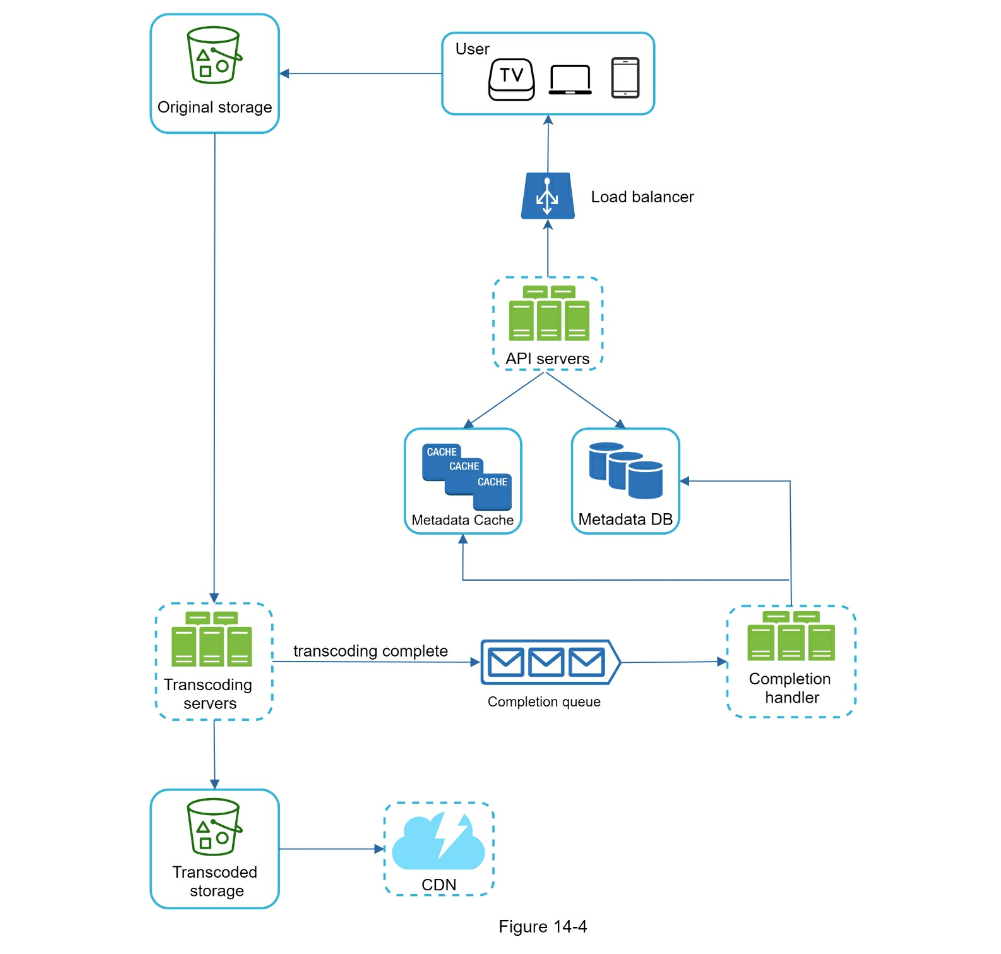 User
TV
Original storage
Load balancer
API servers
CACHE
CACHE
CACHE
Metadata Cache
Metadata DB
transcoding complete
Transcoding
servers
Completion queue
Completion
handler
Transcoded
storage
CDN
Figure 14-4